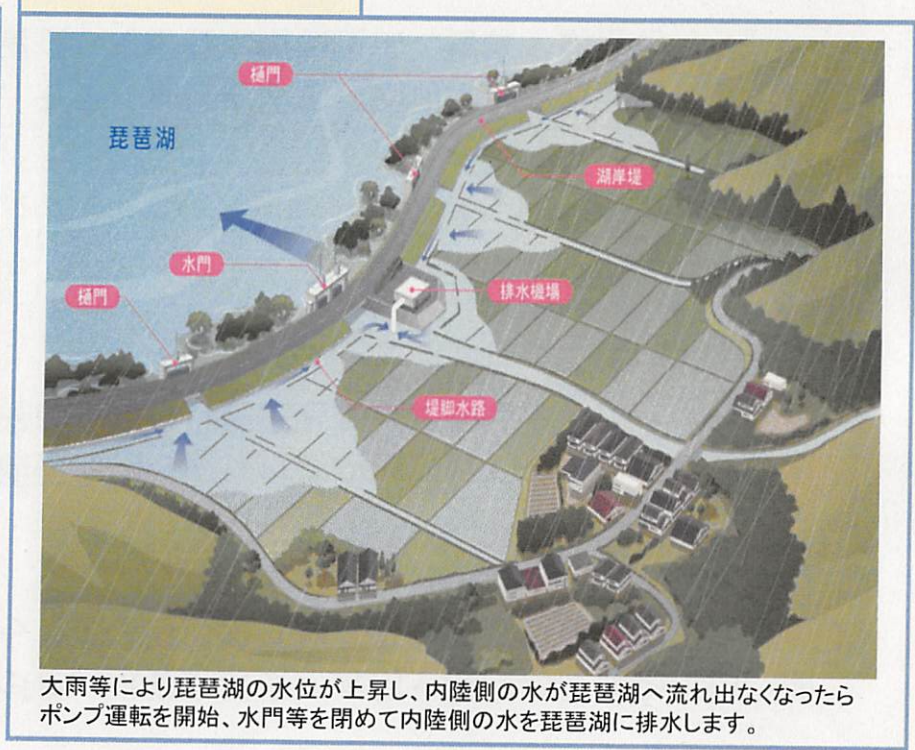 樋門
琵琶湖
湖岸堤
水門
排水機場
樋門
堤脚水路
大雨等により琵琶湖の水位が上昇し、内陸側の水が琵琶湖へ流れ出なくなったら
ポンプ運転を開始、水門等を閉めて内陸側の水を琵琶湖に排水します。